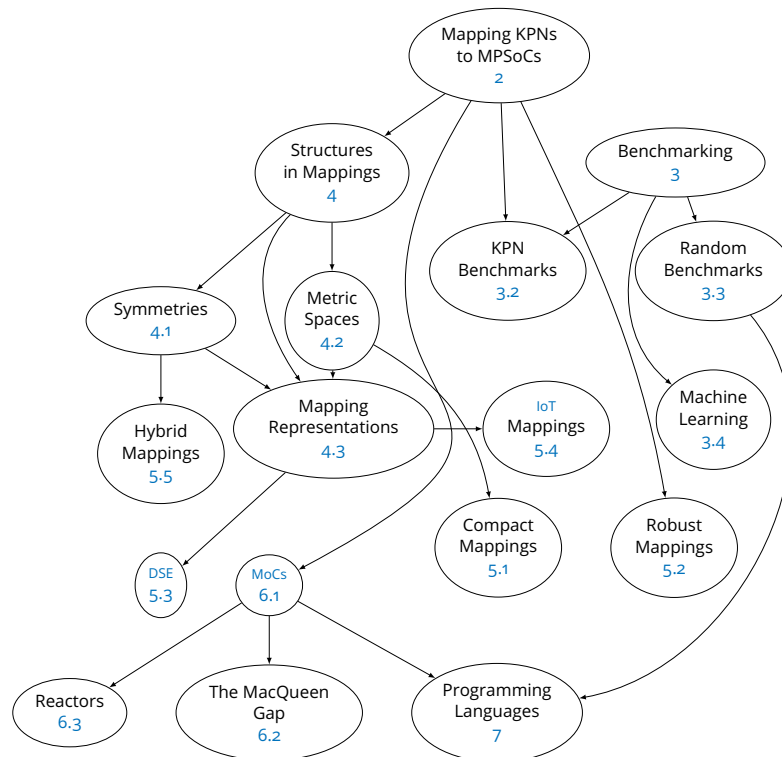 Mapping KPNs
to MPSoCs
2
Structures
in Mappings
4
Benchmarking
3
KPN
Benchmarks
3.2
Random
Benchmarks
3.3
Symmetries
4.1
Metric
Spaces
4.2
Hybrid
Mappings
5.5
Mapping
Representations
4.3
IoT
Mappings
5.4
Machine
Learning
3.4
Compact
Mappings
5.1
Robust
Mappings
5.2
DSE
5.3
MoCs
6.1
Reactors
6.3
The MacQueen
Gap
6.2
Programming
Languages
7